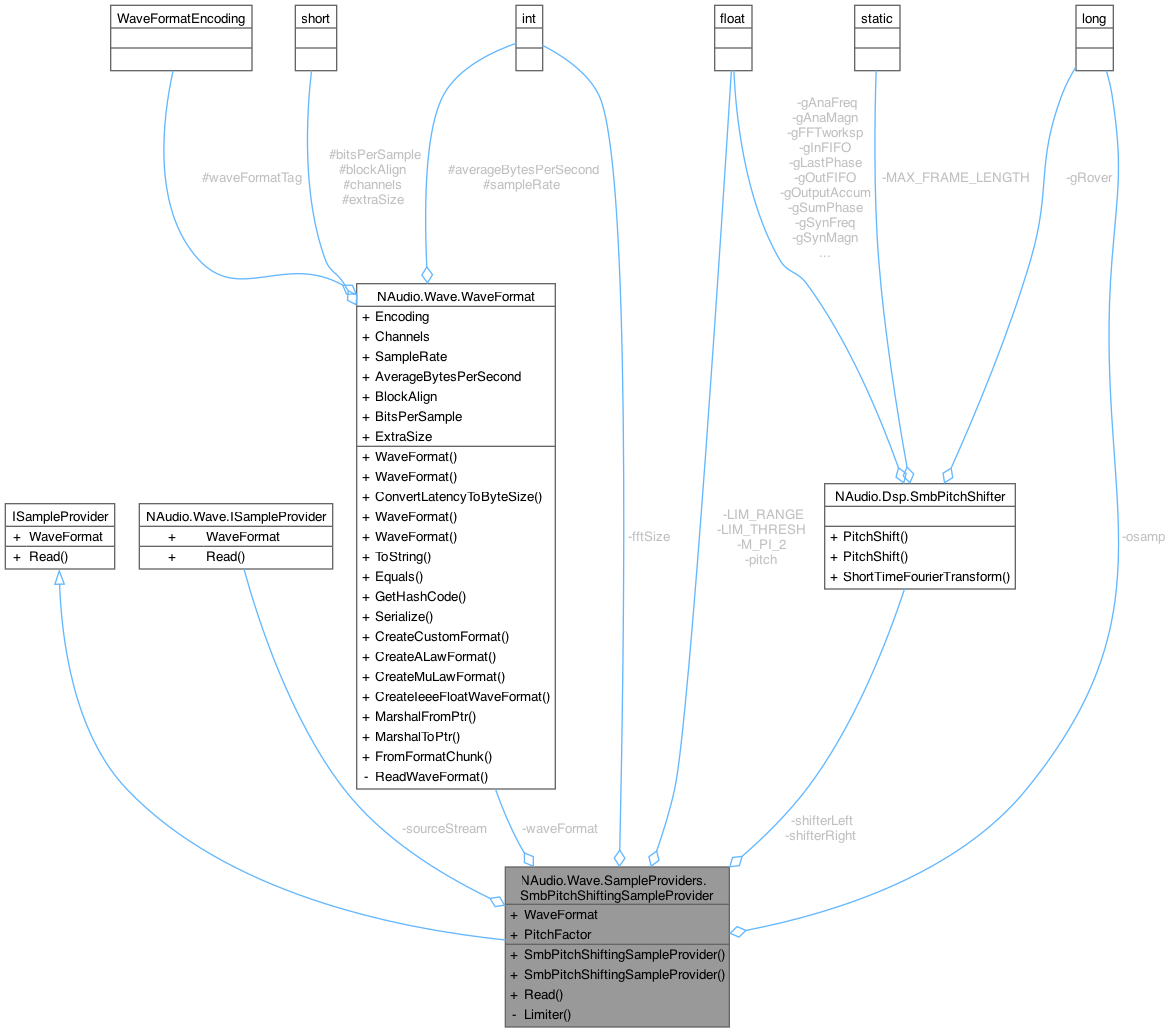 WaveFormatEncoding
short
int
float
static
long
-gAnaFreq
-gAnaMagn
-gFFTworksp
-gInFIFO
-gLastPhase
-gOutFIFO
-gOutputAccum
-gSumPhase
-gSynFreq
-gSynMagn
...
#waveFormatTag
#bitsPerSample
#blockAlign
#channels
#extraSize
#averageBytesPerSecond
#sampleRate
-MAX_FRAME_LENGTH
-gRover
NAudio.Wave.WaveFormat
+ Encoding
+ Channels
+ SampleRate
+ AverageBytesPerSecond
+ BlockAlign
+ BitsPerSample
+ ExtraSize
+ WaveFormat()
+ WaveFormat()
+ ConvertLatencyToByteSize()
+ WaveFormat()
+ WaveFormat()
+ ToString()
+ Equals()
+ GetHashCode()
+ Serialize()
+ CreateCustomFormat()
+ CreateALawFormat()
+ CreateMuLawFormat()
+ CreateIeeeFloatWaveFormat()
+ MarshalFromPtr()
+ MarshalToPtr()
+ FromFormatChunk()
- ReadWaveFormat()
ISampleProvider
+ WaveFormat
+ Read()
NAudio.Wave.ISampleProvider
+ WaveFormat
+ Read()
-fftSize
-LIM_RANGE
-LIM_THRESH
-M_PI_2
-pitch
NAudio.Dsp.SmbPitchShifter
+ PitchShift()
+ PitchShift()
+ ShortTimeFourierTransform()
-osamp
-sourceStream
-waveFormat
-shifterLeft
-shifterRight
NAudio.Wave.SampleProviders.
SmbPitchShiftingSampleProvider
+ WaveFormat
+ PitchFactor
+ SmbPitchShiftingSampleProvider()
+ SmbPitchShiftingSampleProvider()
+ Read()
- Limiter()